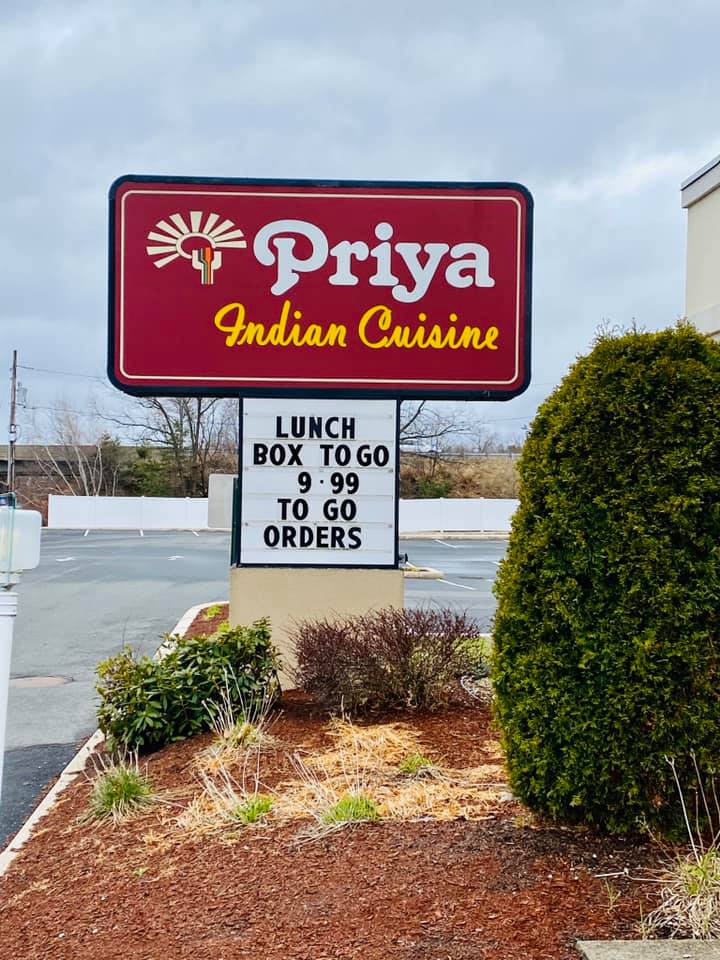 Priya
Indian Cuisine
LUNCH
BOX TO GO
9.99
TO GO
ORDERS